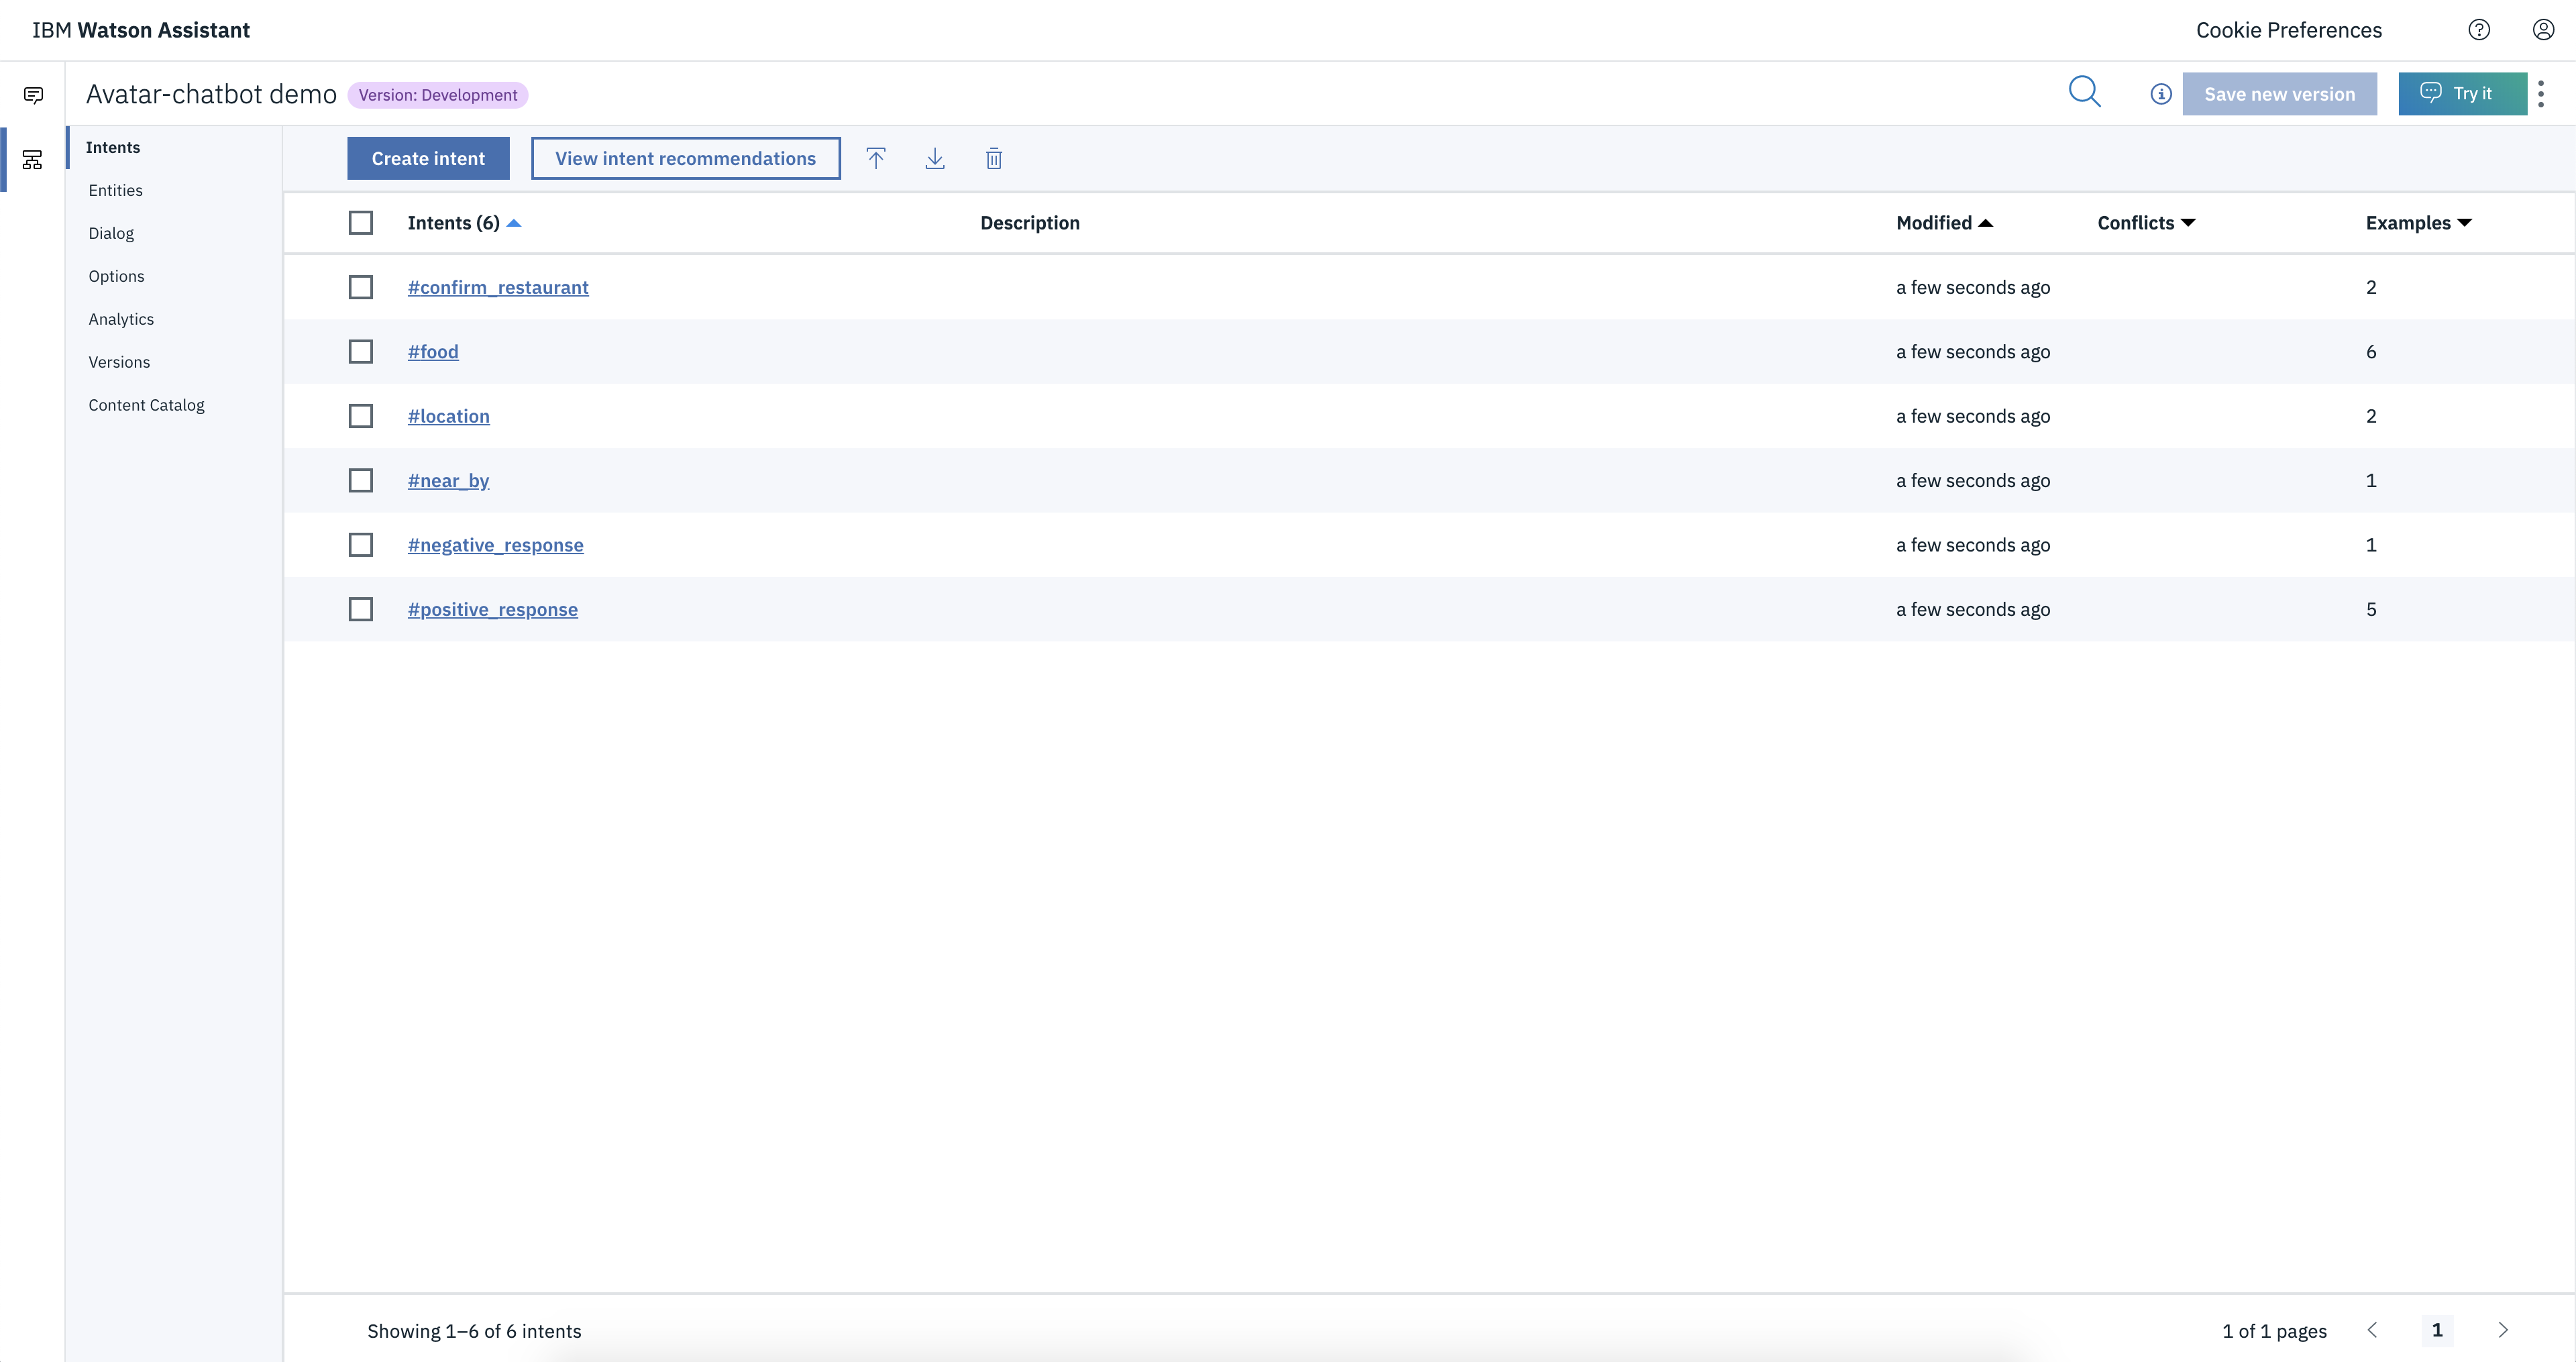 IBM Watson Assistant
Cookie Preferences
Avatar-chatbot demo
Version: Development
Save new version
Try it
Intents
Entities
Dialog
Options
Analytics
Versions
Content Catalog
Create intent
View intent recommendations
Intents (6) Description Modified Conflicts Examples
#confirm_restaurant a few seconds ago 2
#food a few seconds ago 6
#location a few seconds ago 2
#near_by a few seconds ago 1
#negative_response a few seconds ago 1
#positive_response a few seconds ago 5
Showing 1–6 of 6 intents
1 of 1 pages
1